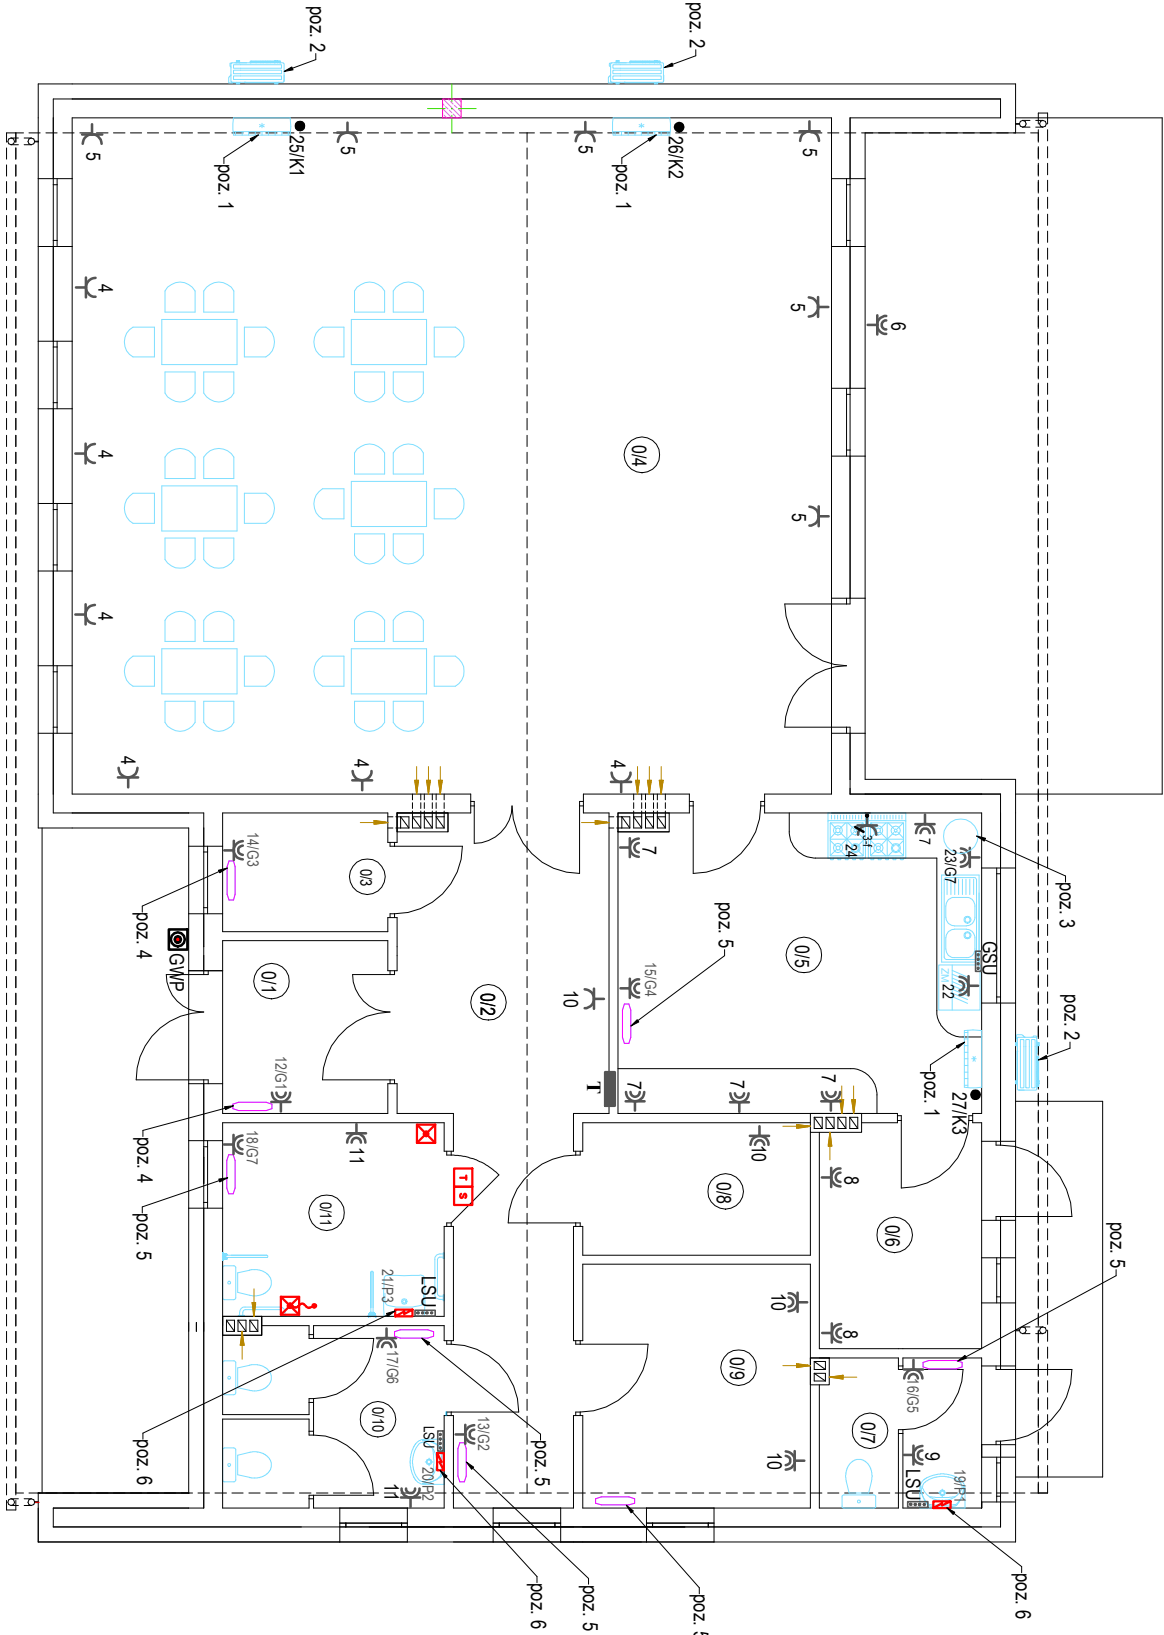 poz. 2
poz. 2
5
25/K1
5
5
26/K2
5
poz. 1
poz. 1
4
5
6
4
0/4
5
4
4
4
4
7
24
3-f
7
23/G7
poz. 3
14/G3
0/3
poz. 4
GWP
0/1
0/2
poz. 5
15/G4
10
0/5
GSU
ZM
22
poz. 2
poz. 1
27/K3
12/G1
T
7
7
7
poz. 4
18/G7
11
10
8
poz. 5
0/11
T S
0/8
0/6
poz. 5
21/P3
LSU
10
8
17/G6
0/9
16/G5
0/10
13/G2
0/7
poz. 6
LSU
20/P2
11
poz. 5
10
9
LSU
19/P1
poz. 6
poz. 5
poz. 6
poz. 5